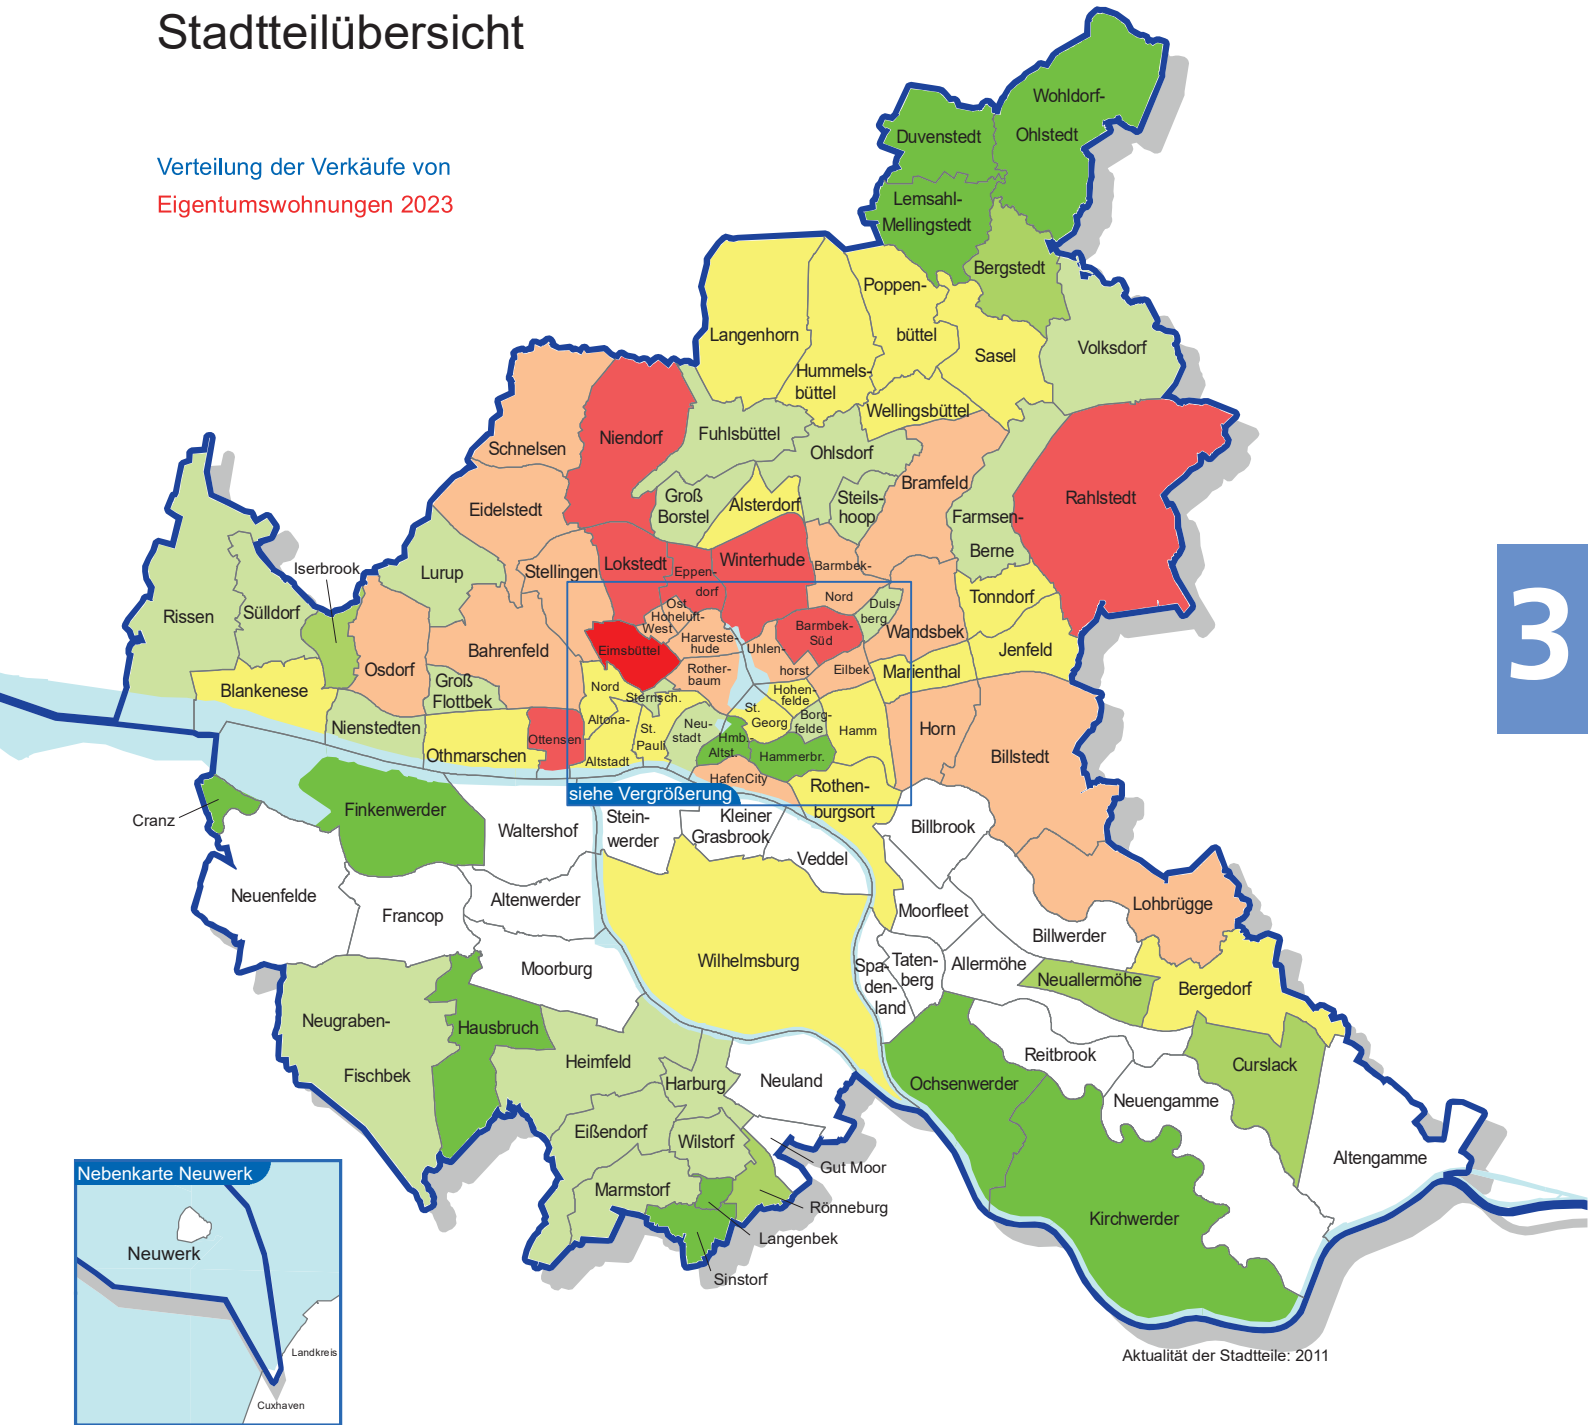 Stadtteilübersicht
Verteilung der Verkäufe von
Eigentumswohnungen 2023
Wohldorf-
Ohlstedt
Duvenstedt
Lemsahl-
Mellingstedt
Bergstedt
Poppen-
büttel
Langenhorn
Hummels-
büttel
Sasel
Volksdorf
Wellingsbüttel
Schnelsen
Niendorf
Fuhlsbüttel
Ohlsdorf
Bramfeld
Rahlstedt
Eidelstedt
Groß
Borstel
Alsterdorf
Steils-
hoop
Farmsen-
Berne
Lurup
Stellingen
Lokstedt
Eppen-
dorf
Winterhude
Barmbek-
Nord
Iserbrook
Rissen
Sülldorf
Osdorf
Bahrenfeld
Ost
Hoheluft-
West
Harveste-
hude
Eimsbüttel
Rother-
baum
Uhlen-
horst
Barmbek-
Süd
Duls-
berg
Wandsbek
Tonndorf
Jenfeld
Marienthal
Eilbek
Blankenese
Groß
Flottbek
Nienstedten
Othmarschen
Ottensen
Nord
Altona-
Altstadt
Sternsch.
St.
Pauli
Neu-
stadt
Hmb.-
Altst.
St.
Georg
Hohen-
felde
Borg-
felde
Hamm
Hammerbr.
HafenCity
Horn
Billstedt
siehe Vergrößerung
Rothen-
burgsort
3
Cranz
Finkenwerder
Waltershof
Stein-
werder
Kleiner
Grasbrook
Veddel
Billbrook
Neuenfelde
Francop
Altenwerder
Moorfleet
Lohbrügge
Billwerder
Moorburg
Wilhelmsburg
Spa-
den-
land
Taten-
berg
Allermöhe
Neuallermöhe
Bergedorf
Neugraben-
Fischbek
Hausbruch
Heimfeld
Harburg
Neuland
Ochsenwerder
Reitbrook
Curslack
Neuengamme
Eißendorf
Wilstorf
Gut Moor
Altengamme
Marmstorf
Rönneburg
Langenbek
Sinstorf
Kirchwerder
Nebenkarte Neuwerk
Neuwerk
Landkreis
Cuxhaven
Aktualität der Stadtteile: 2011